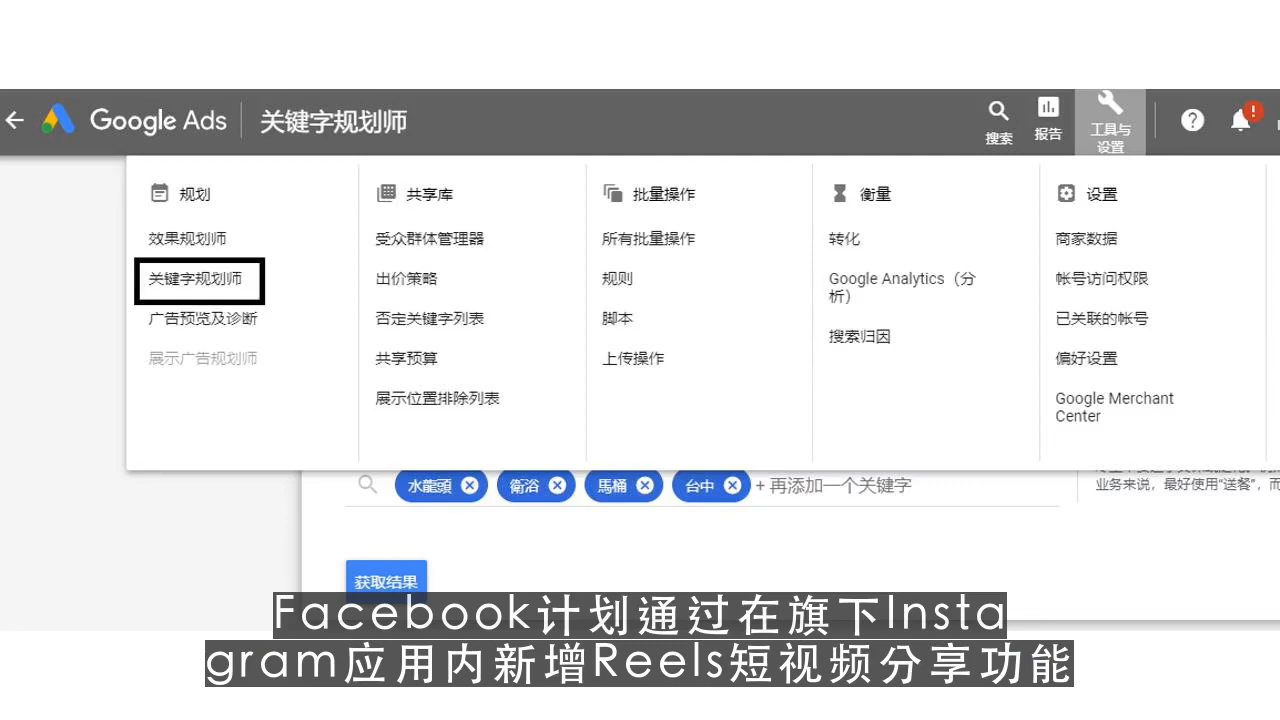 Google Ads
关键字规划师
搜索
报告
工具与
设置
规划
效果规划师
关键字规划师
广告预览及诊断
展示广告规划师
共享库
受众群体管理器
出价策略
否定关键字列表
共享预算
展示位置排除列表
批量操作
所有批量操作
规则
脚本
上传操作
衡量
转化
Google Analytics（分
析）
搜索归因
设置
商家数据
帐号访问权限
已关联的帐号
偏好设置
Google Merchant
Center
水龍頭
衛浴
馬桶
台中
+ 再添加一个关键字
业务来说，最好使用“送餐”，而
获取结果
Facebook计划通过在旗下Insta
gram应用内新增Reels短视频分享功能